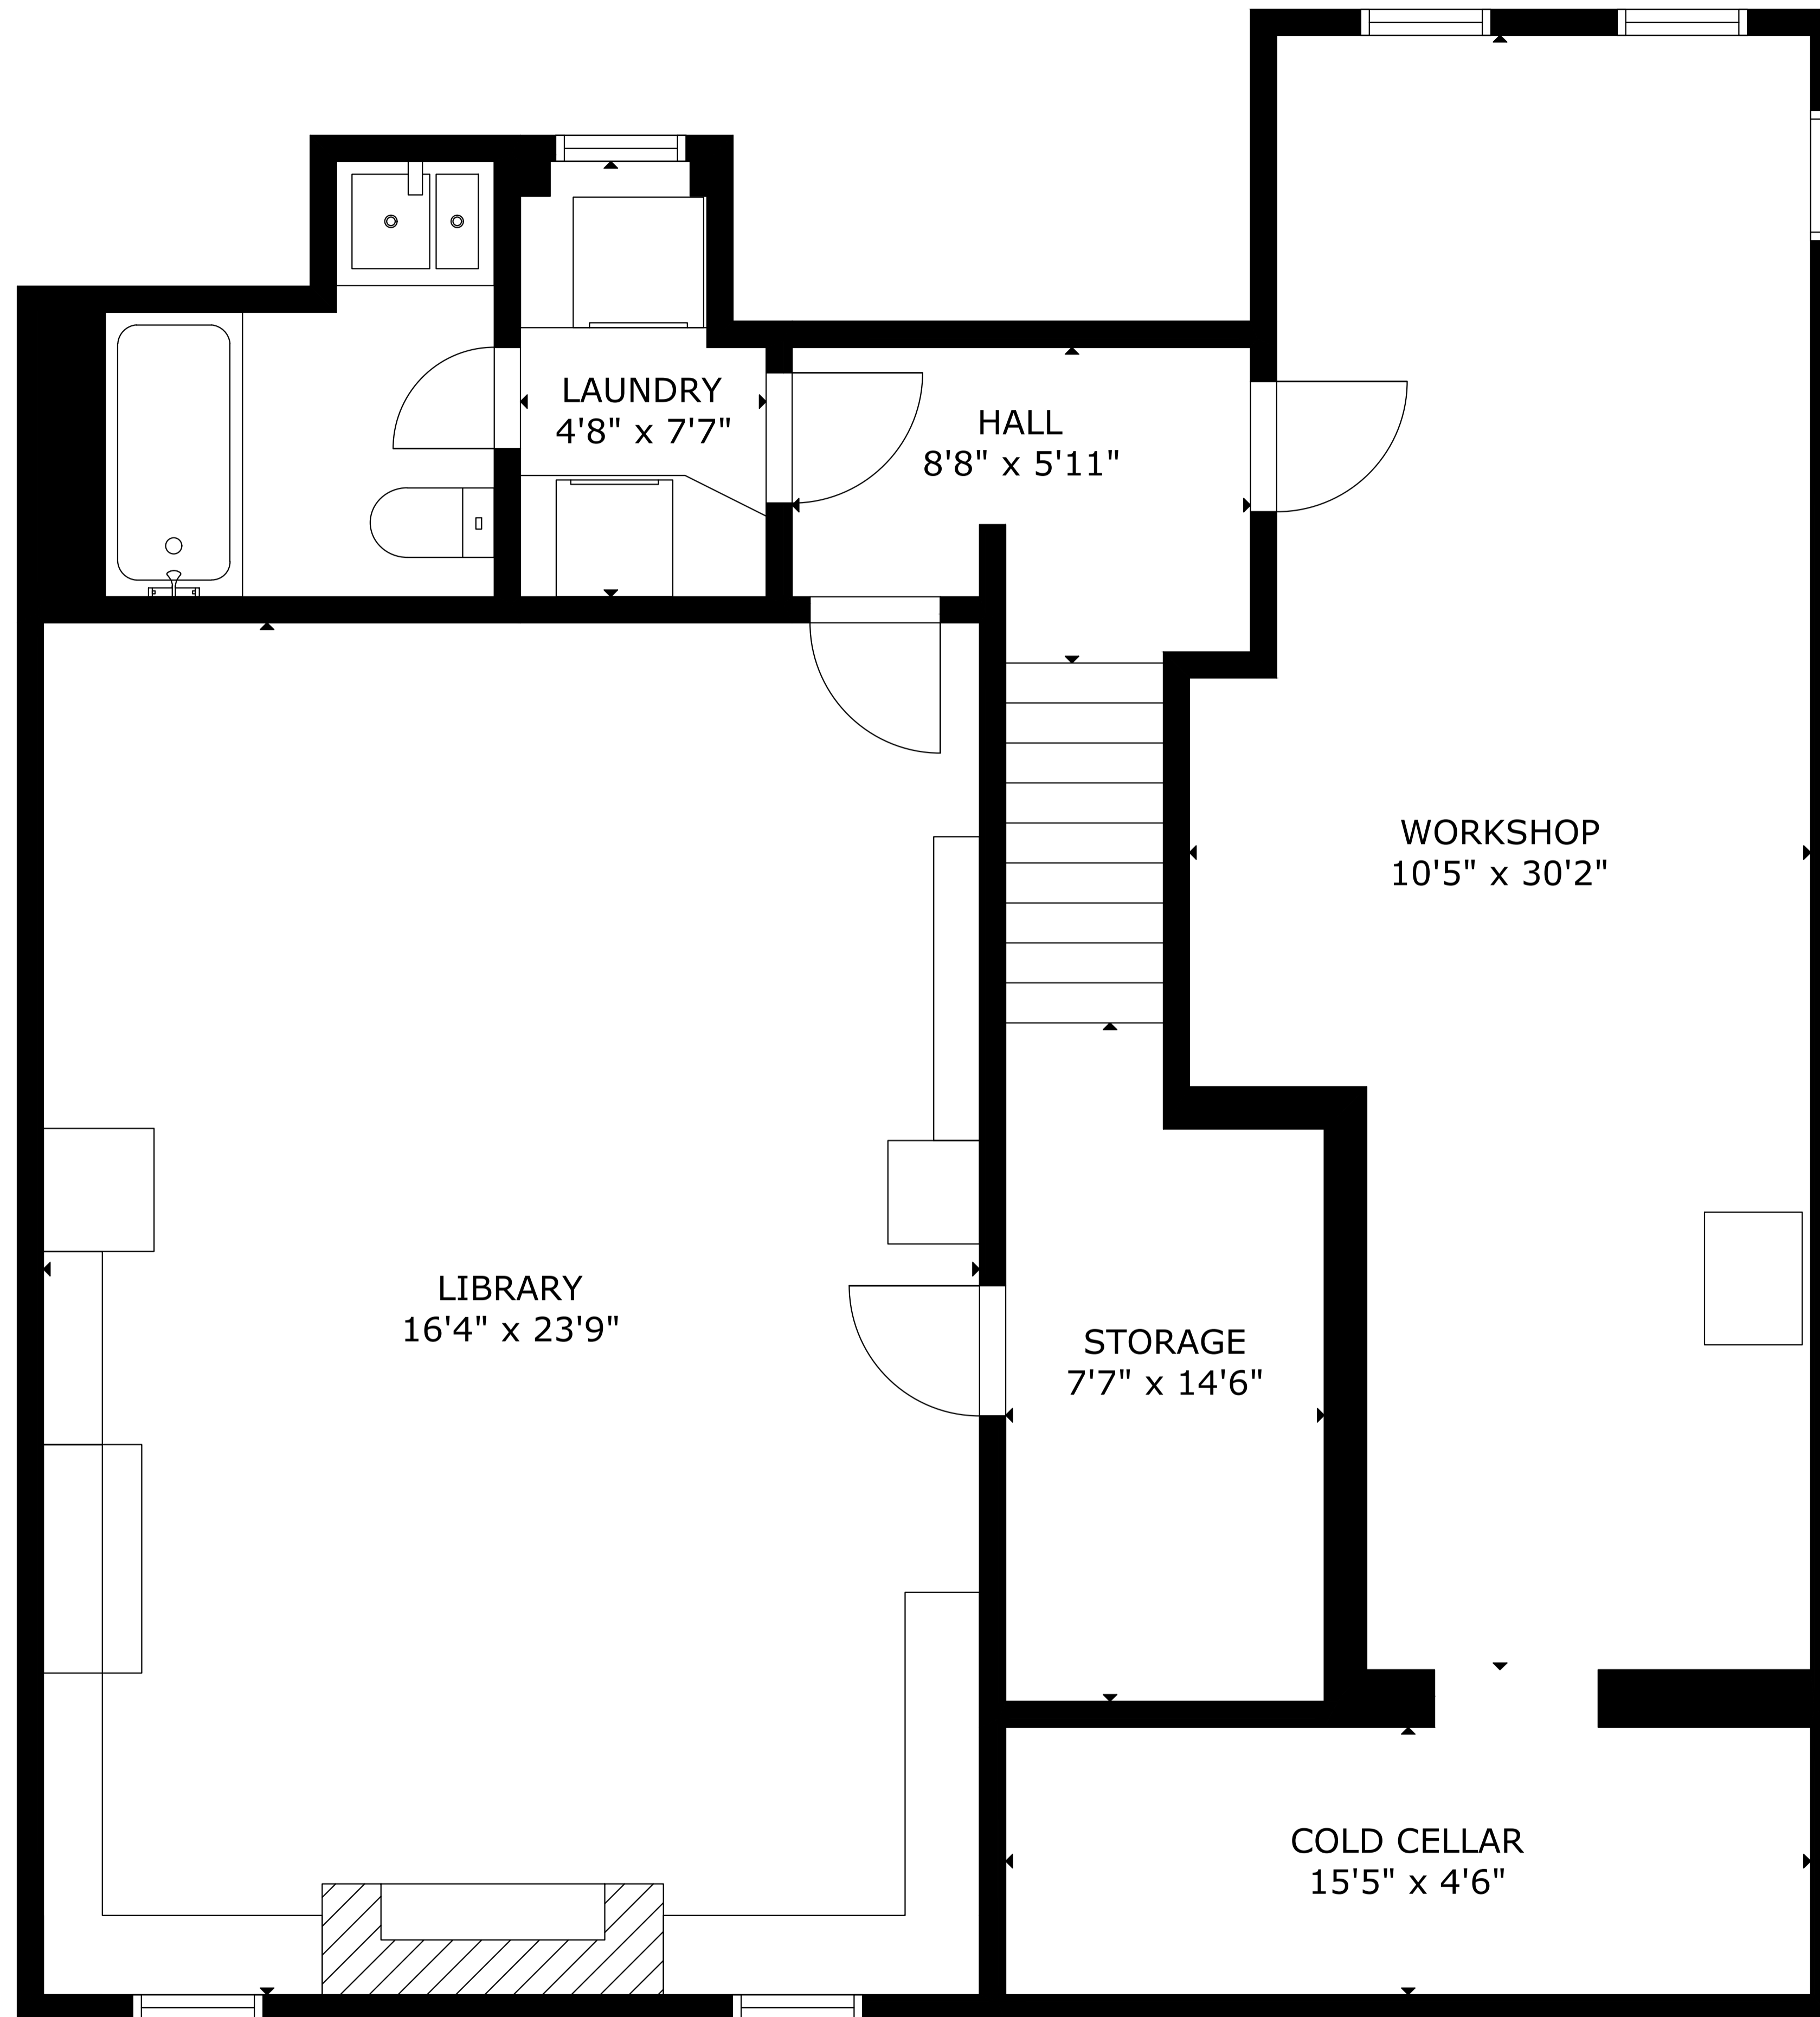 LAUNDRY
4'8" x 7'7"
HALL
8'8" x 5'11"
WORKSHOP
10'5" x 30'2"
LIBRARY
16'4" x 23'9"
STORAGE
7'7" x 14'6"
COLD CELLAR
15'5" x 4'6"